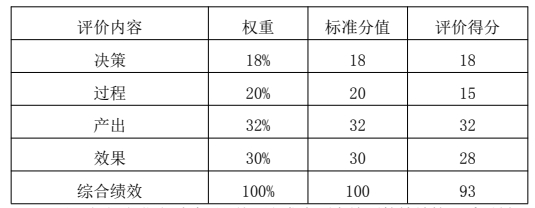 评价内容 权重 标准分值 评价得分
决策 18% 18 18
过程 20% 20 15
产出 32% 32 32
效果 30% 30 28
综合绩效 100% 100 93